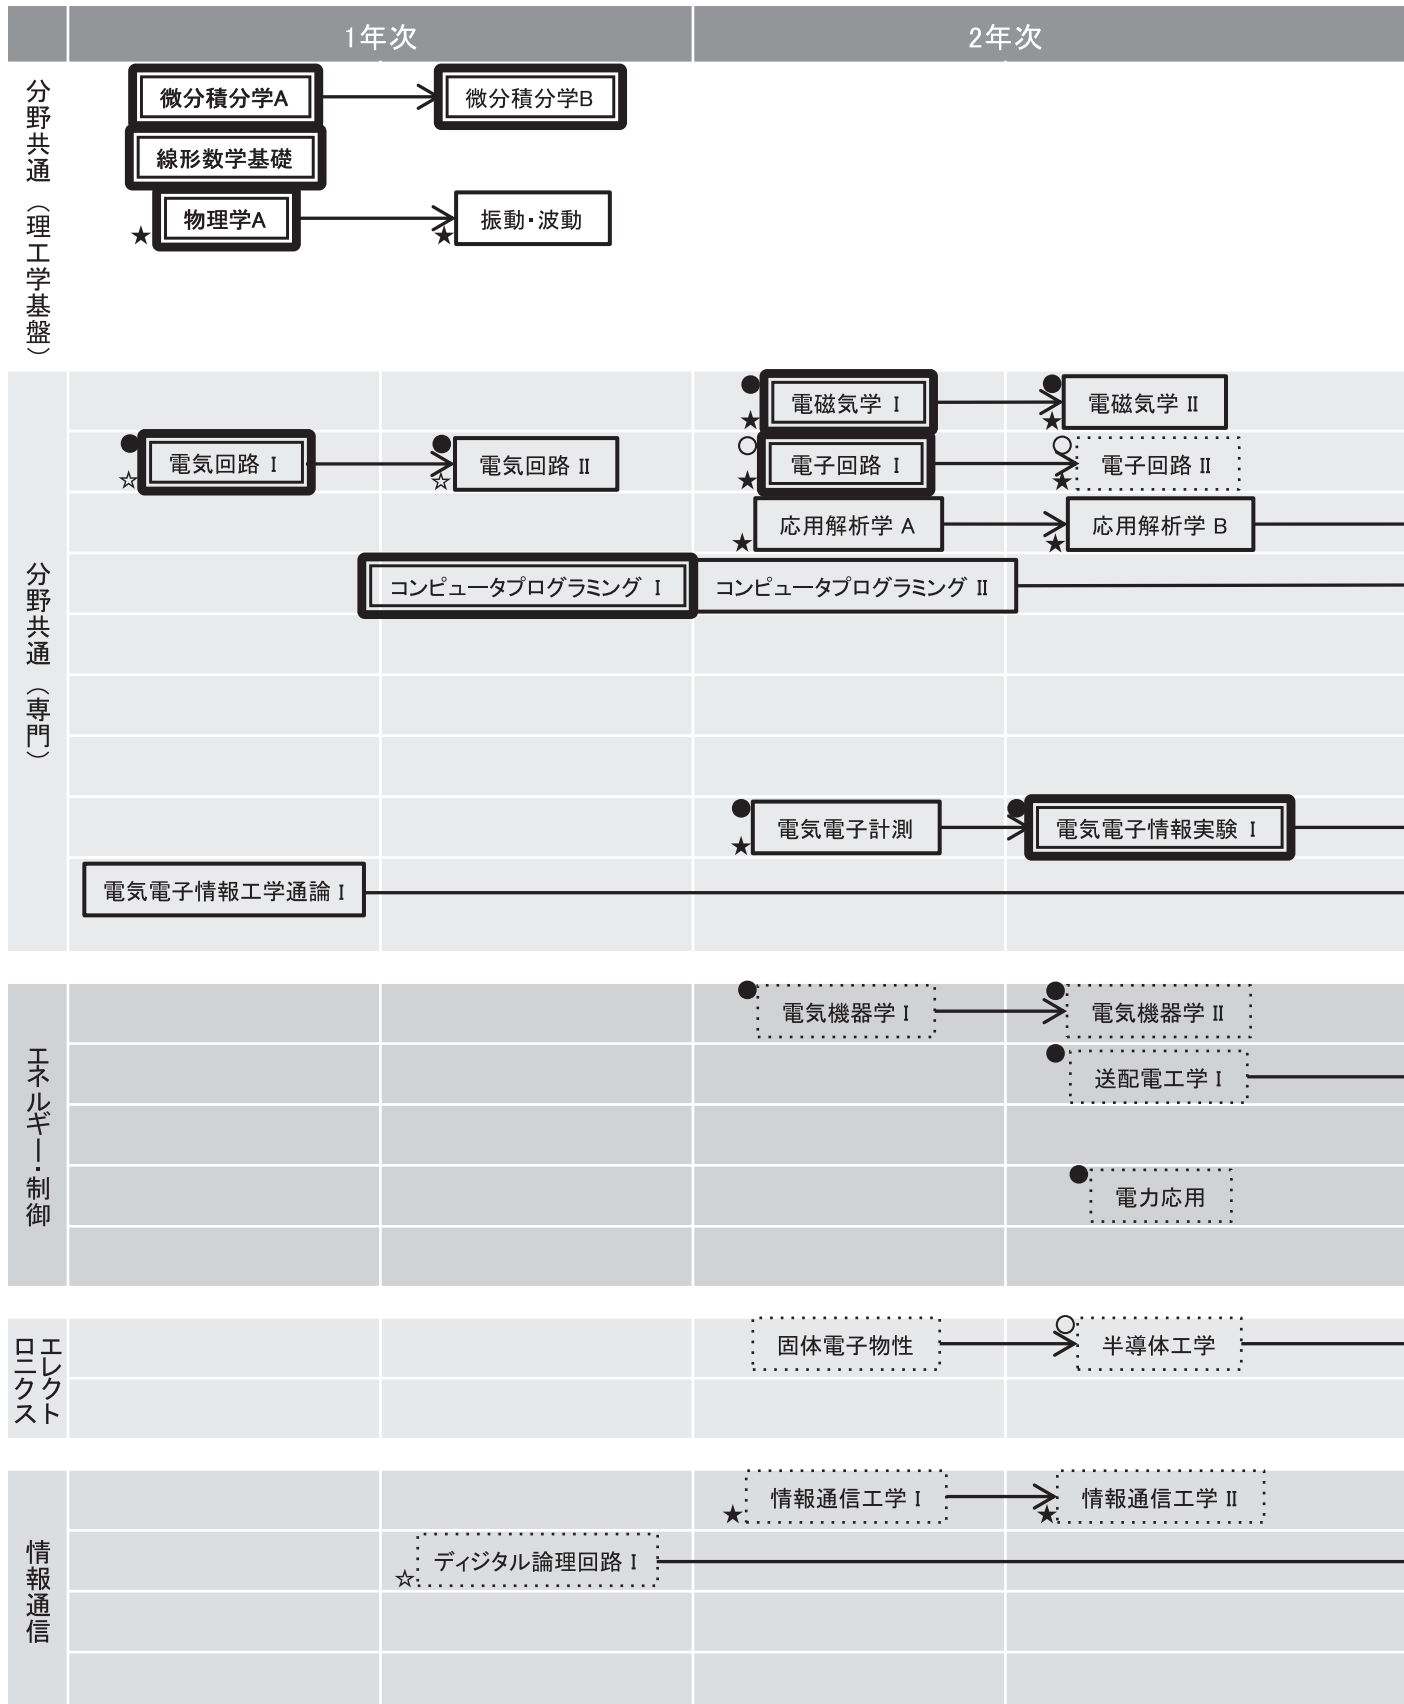 1年次
2年次
分野共通（理工学基盤）
微分積分学A
微分積分学B
線形数学基礎
物理学A
★
振動・波動
★
分野共通（専門）
電磁気学 I
●
★
電磁気学 II
●
★
電気回路 I
●
☆
電気回路 II
●
☆
電子回路 I
○
★
電子回路 II
○
★
応用解析学 A
★
応用解析学 B
★
コンピュータプログラミング I
コンピュータプログラミング II
電気電子計測
●
★
電気電子情報実験 I
●
電気電子情報工学通論 I
エネルギー・制御
電気機器学 I
●
電気機器学 II
●
送配電工学 I
●
電力応用
●
エレクト
ロニクス
固体電子物性
半導体工学
○
情報通信
情報通信工学 I
★
情報通信工学 II
★
ディジタル論理回路 I
☆